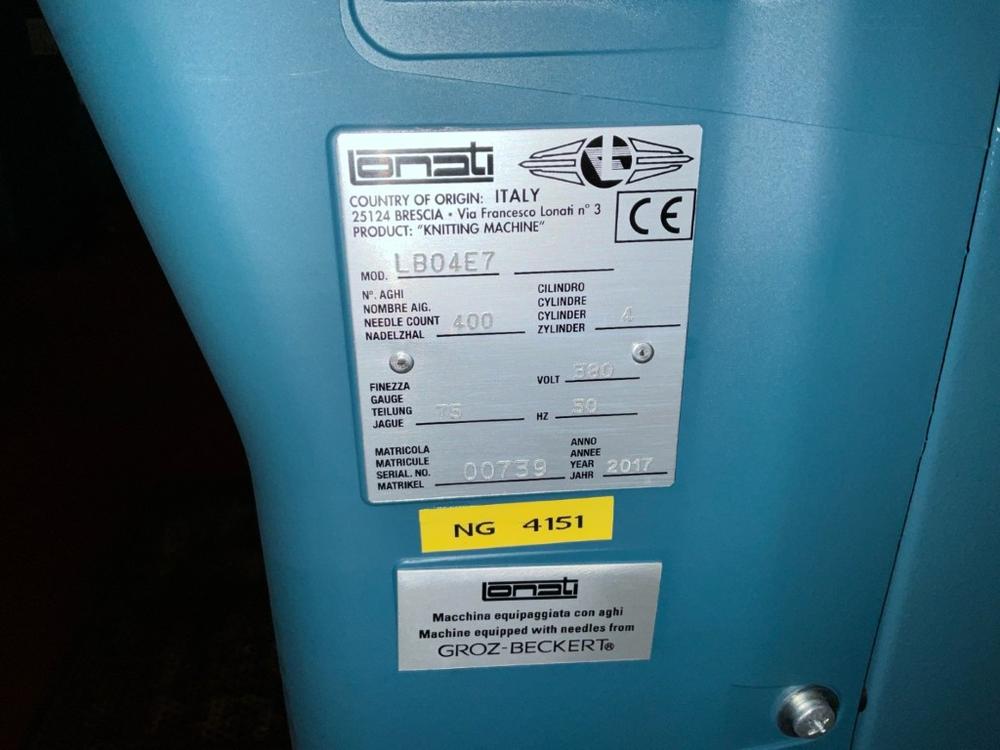 Lonati
COUNTRY OF ORIGIN: ITALY
25124 BRESCIA • Via Francesco Lonati n° 3
PRODUCT: "KNITTING MACHINE"
CE
MOD. LB04E7
N°. AGHI
NOMBRE AIG.
NEEDLE COUNT
NADELZHAL 400
CILINDRO
CYLINDRE
CYLINDER
ZYLINDER 4
FINEZZA
GAUGE
TEILUNG
JAGUE 75
VOLT 380
HZ 50
MATRICOLA
MATRICULE
SERIAL. NO.
MATRIKEL 00739
ANNO
ANNEE
YEAR
JAHR 2017
NG 4151
Lonati
Macchina equipaggiata con aghi
Machine equipped with needles from
GROZ-BECKERT®